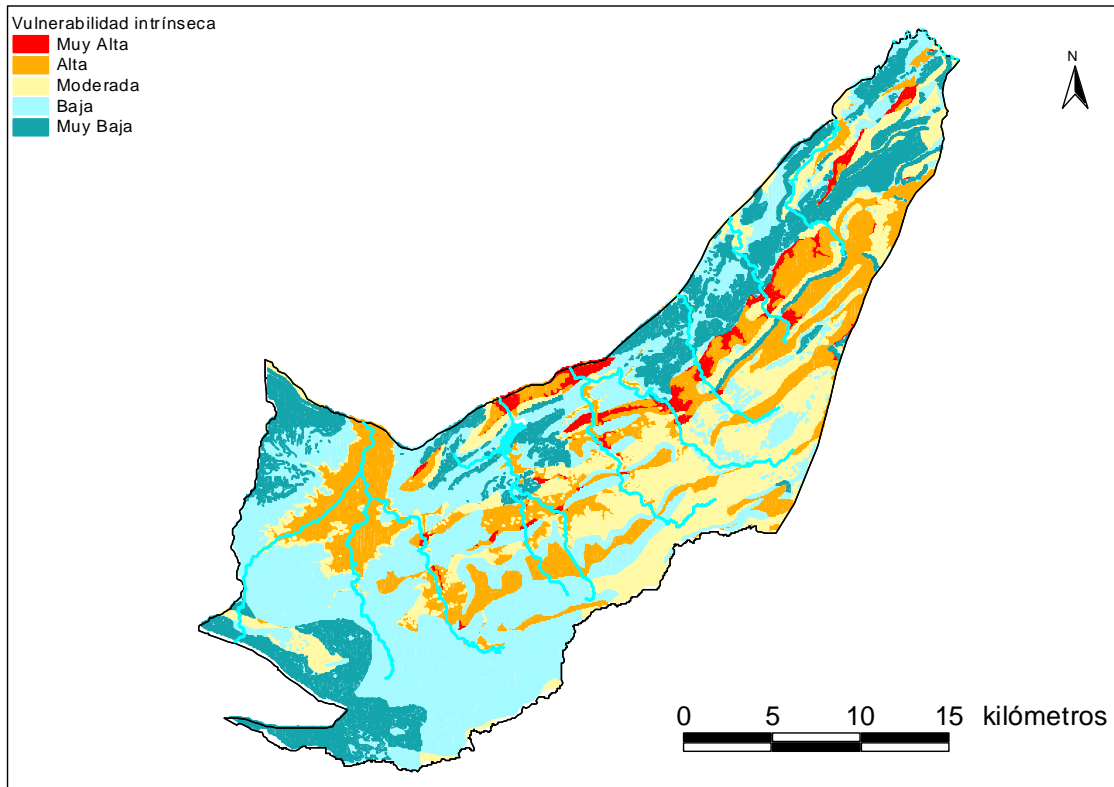 Vulnerabilidad intrínseca
Muy Alta
Alta
Moderada
Baja
Muy Baja
N
0 5 10 15 kilómetros